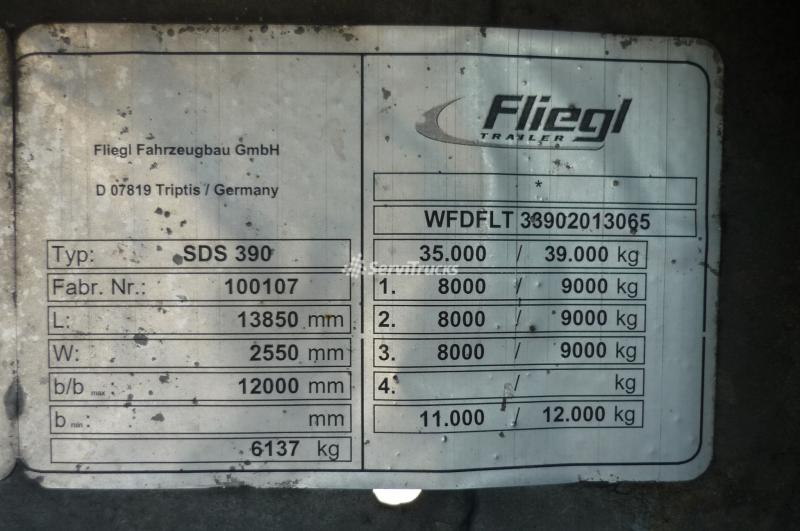 Fliegl Fahrzeugbau GmbH
D 07819 Triptis / Germany
Typ: SDS 390
Fabr. Nr.: 100107
L: 13850 mm
W: 2550 mm
b/b max : 12000 mm
b min : mm
6137 kg
Fliegl
TRAILER
*
WFDFLT 33902013065
35.000 / 39.000 kg
1. 8000 / 9000 kg
2. 8000 / 9000 kg
3. 8000 / 9000 kg
4. / kg
11.000 / 12.000 kg
ServiTrucks